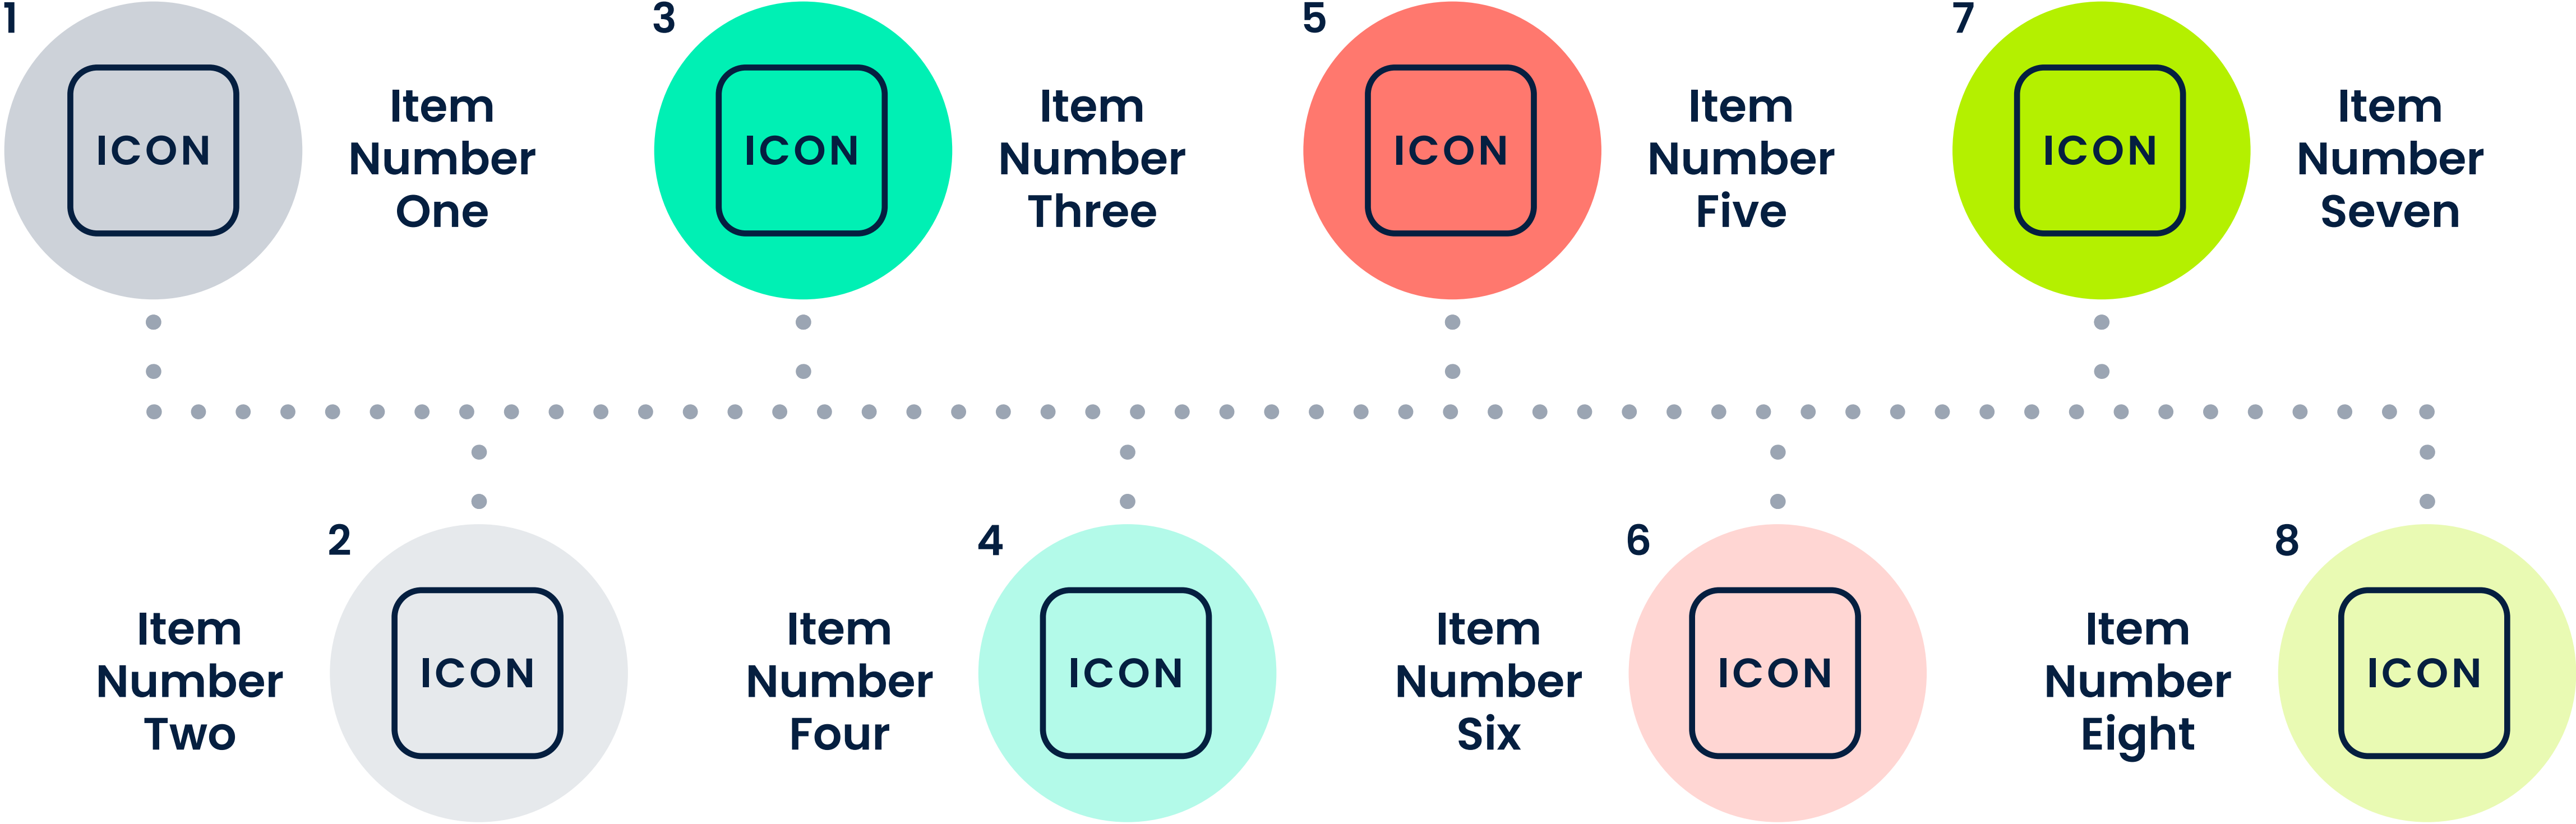 1
ICON
Item
Number
One
3
ICON
Item
Number
Three
5
ICON
Item
Number
Five
7
ICON
Item
Number
Seven
2
ICON
Item
Number
Two
4
ICON
Item
Number
Four
6
ICON
Item
Number
Six
8
ICON
Item
Number
Eight